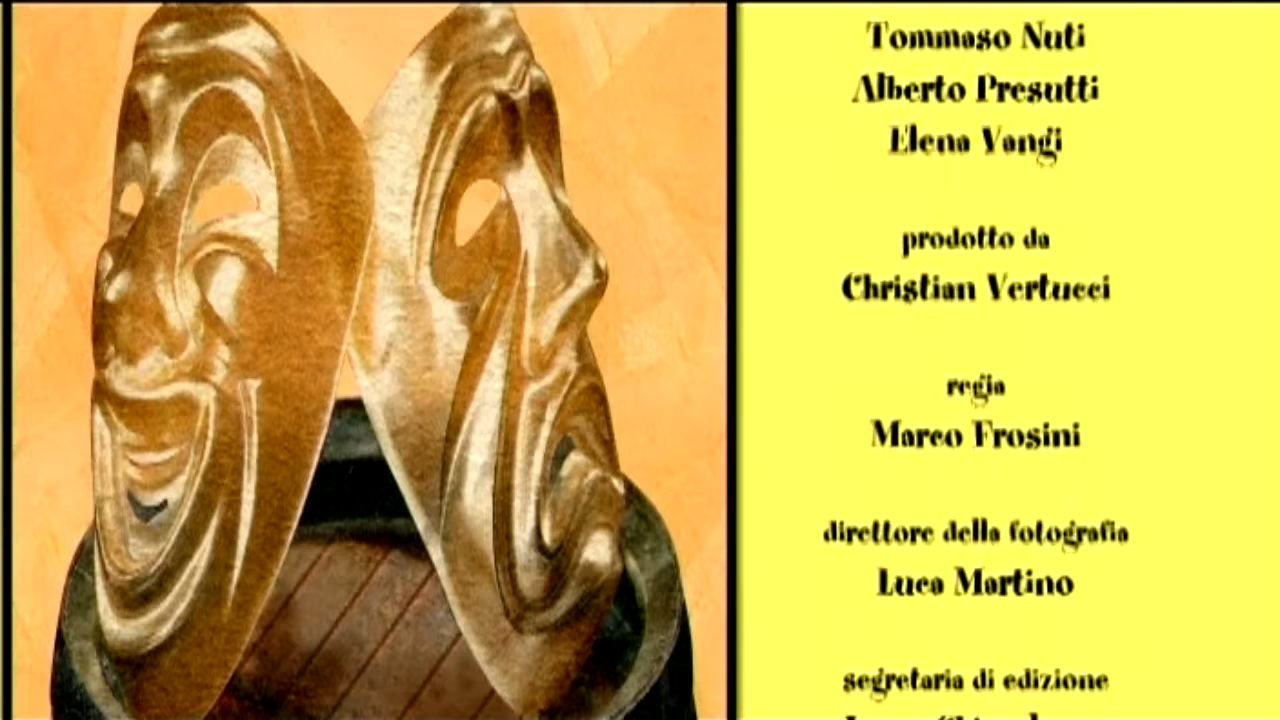 Tommaso Nuti
Alberto Presutti
Elena Vangi
prodotto da
Christian Vertucci
regia
Marco Frosini
direttore della fotografia
Luca Martino
segretaria di edizione